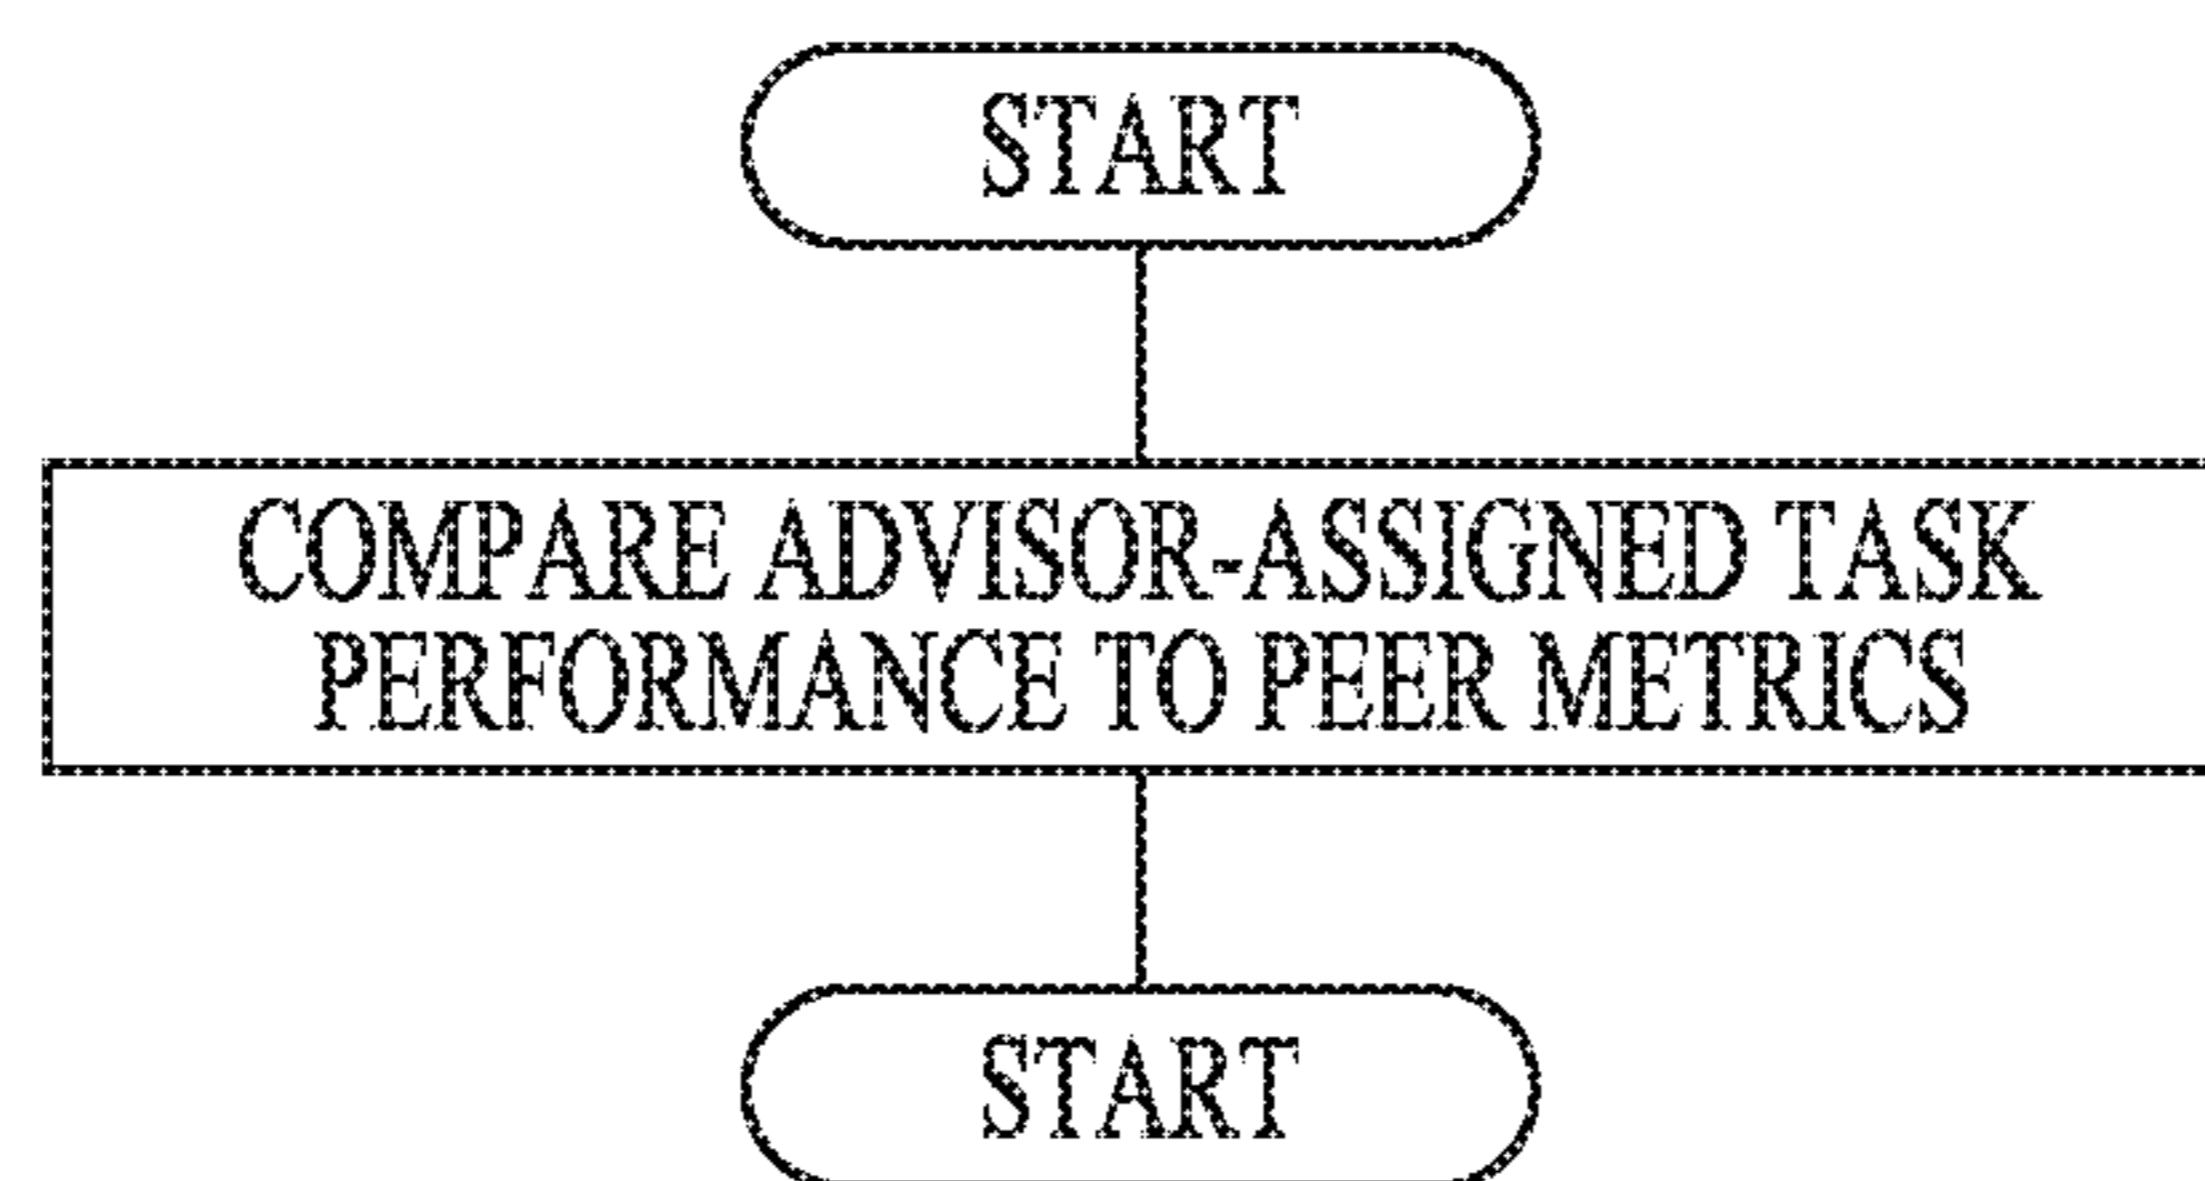 START
COMPARE ADVISOR-ASSIGNED TASK
PERFORMANCE TO PEER METRICS
START